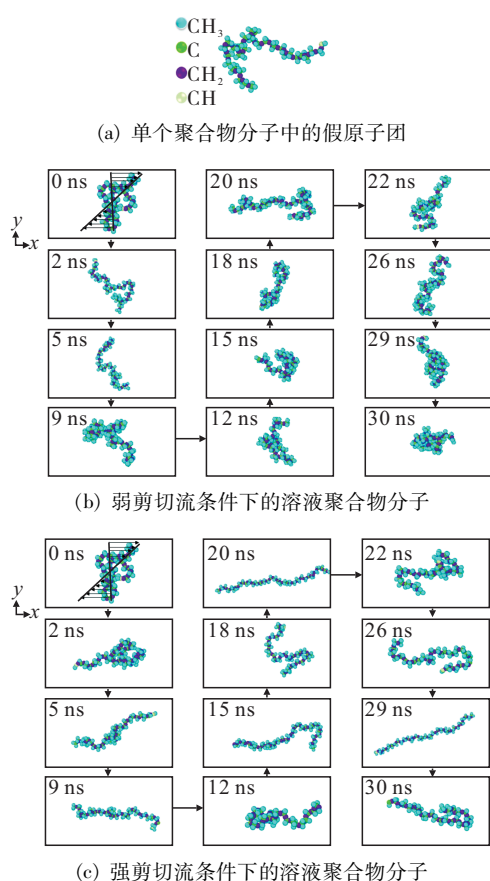 CH₃
C
CH₂
CH
(a) 单个聚合物分子中的假原子团
0 ns
20 ns
22 ns
y
x
2 ns
18 ns
26 ns
5 ns
15 ns
29 ns
9 ns
12 ns
30 ns
(b) 弱剪切流条件下的溶液聚合物分子
0 ns
20 ns
22 ns
y
x
2 ns
18 ns
26 ns
5 ns
15 ns
29 ns
9 ns
12 ns
30 ns
(c) 强剪切流条件下的溶液聚合物分子